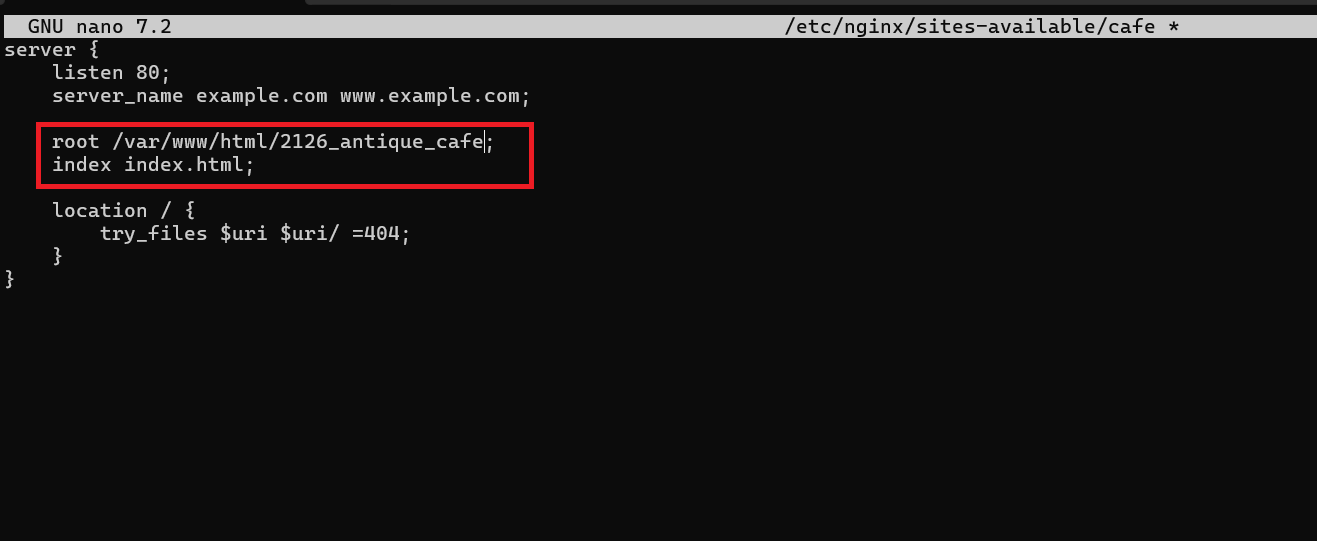 GNU nano 7.2 /etc/nginx/sites-available/cafe *
server {
    listen 80;
    server_name example.com www.example.com;
    root /var/www/html/2126_antique_cafe;
    index index.html;
    location / {
        try_files $uri $uri/ =404;
    }
}